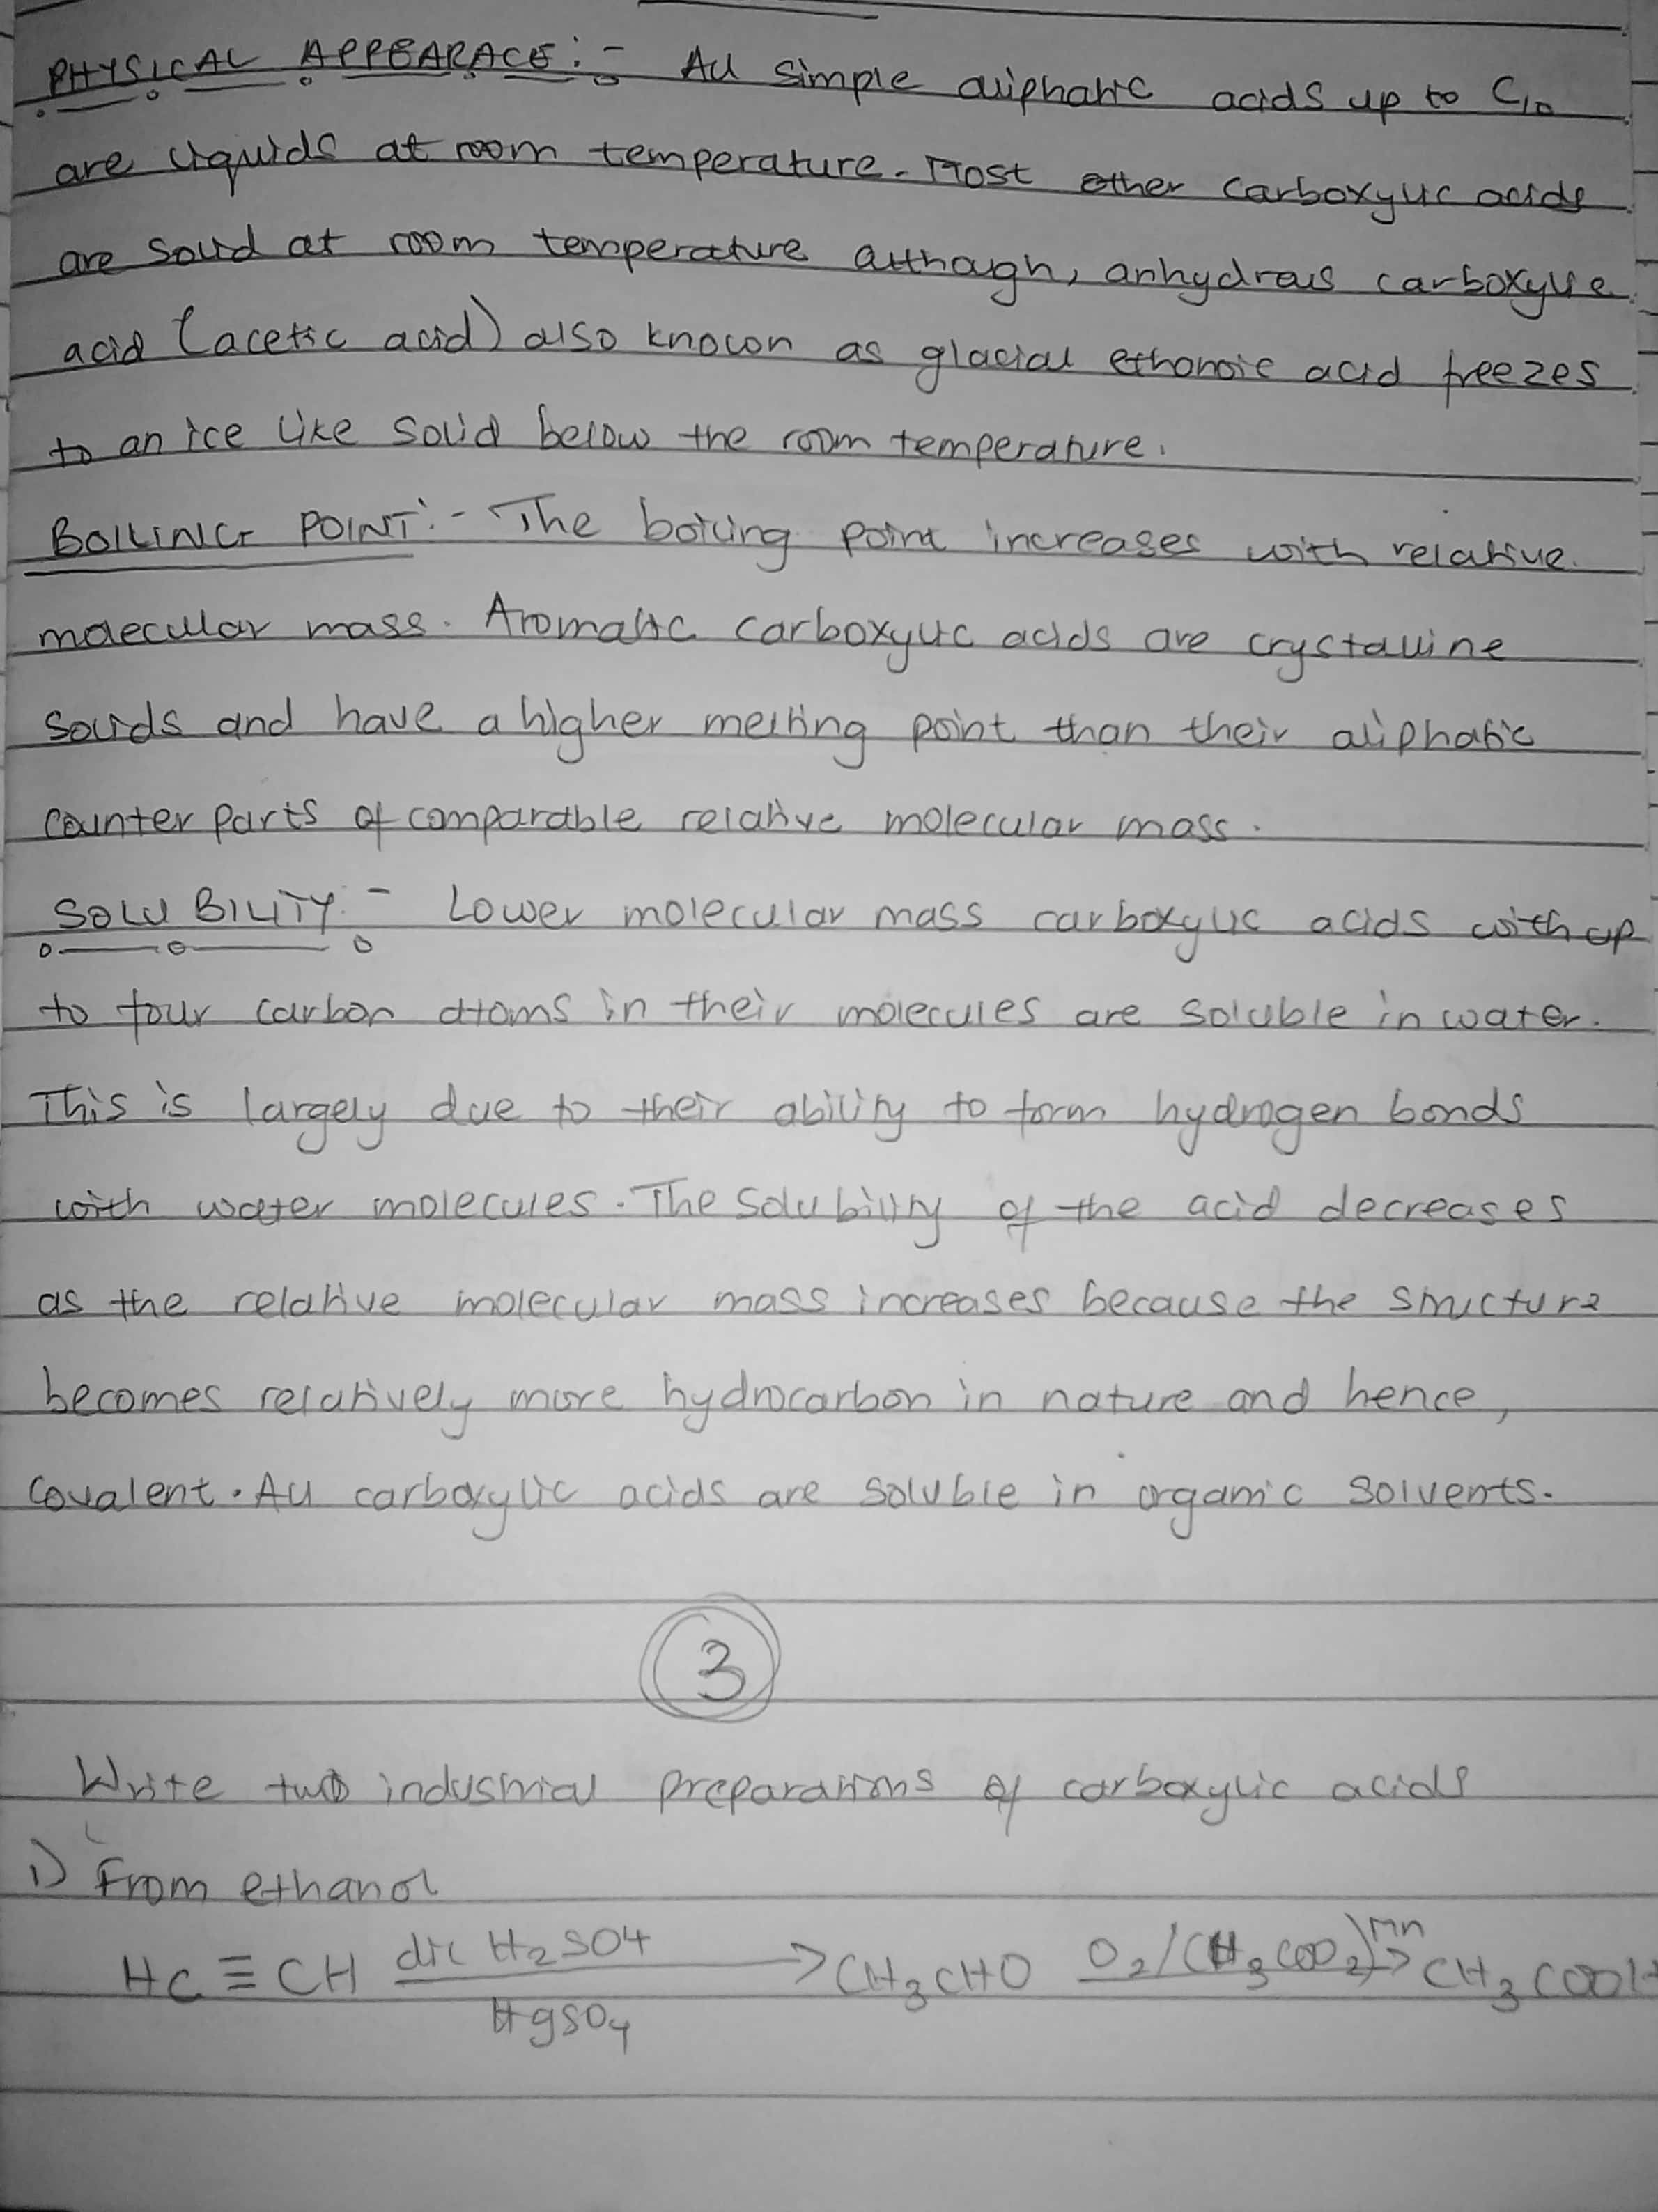 PHYSICAL APPEARACE:- All simple aliphatic acids up to C10
are liquids at room temperature. Most other carboxylic acids
are solid at room temperature although, anhydrous carboxylic
acid (acetic acid) also known as glacial ethanoic acid freezes
to an ice like solid below the room temperature.
BOILING POINT:- The boiling point increases with relative
molecular mass. Aromatic carboxylic acids are crystalline
solids and have a higher melting point than their aliphatic
counter parts of comparable relative molecular mass.
SOLUBILITY:- Lower molecular mass carboxylic acids with up
to four carbon atoms in their molecules are soluble in water.
This is largely due to their ability to form hydrogen bonds
with water molecules. The solubility of the acid decreases
as the relative molecular mass increases because the structure
becomes relatively more hydrocarbon in nature and hence,
covalent. All carboxylic acids are soluble in organic solvents.
3
Write two industrial preparations of carboxylic acids
i) From ethanol
HC≡CH dil H2SO4 → CH3CHO O2/(CH3COO2)Mn → CH3COOH
HgSO4